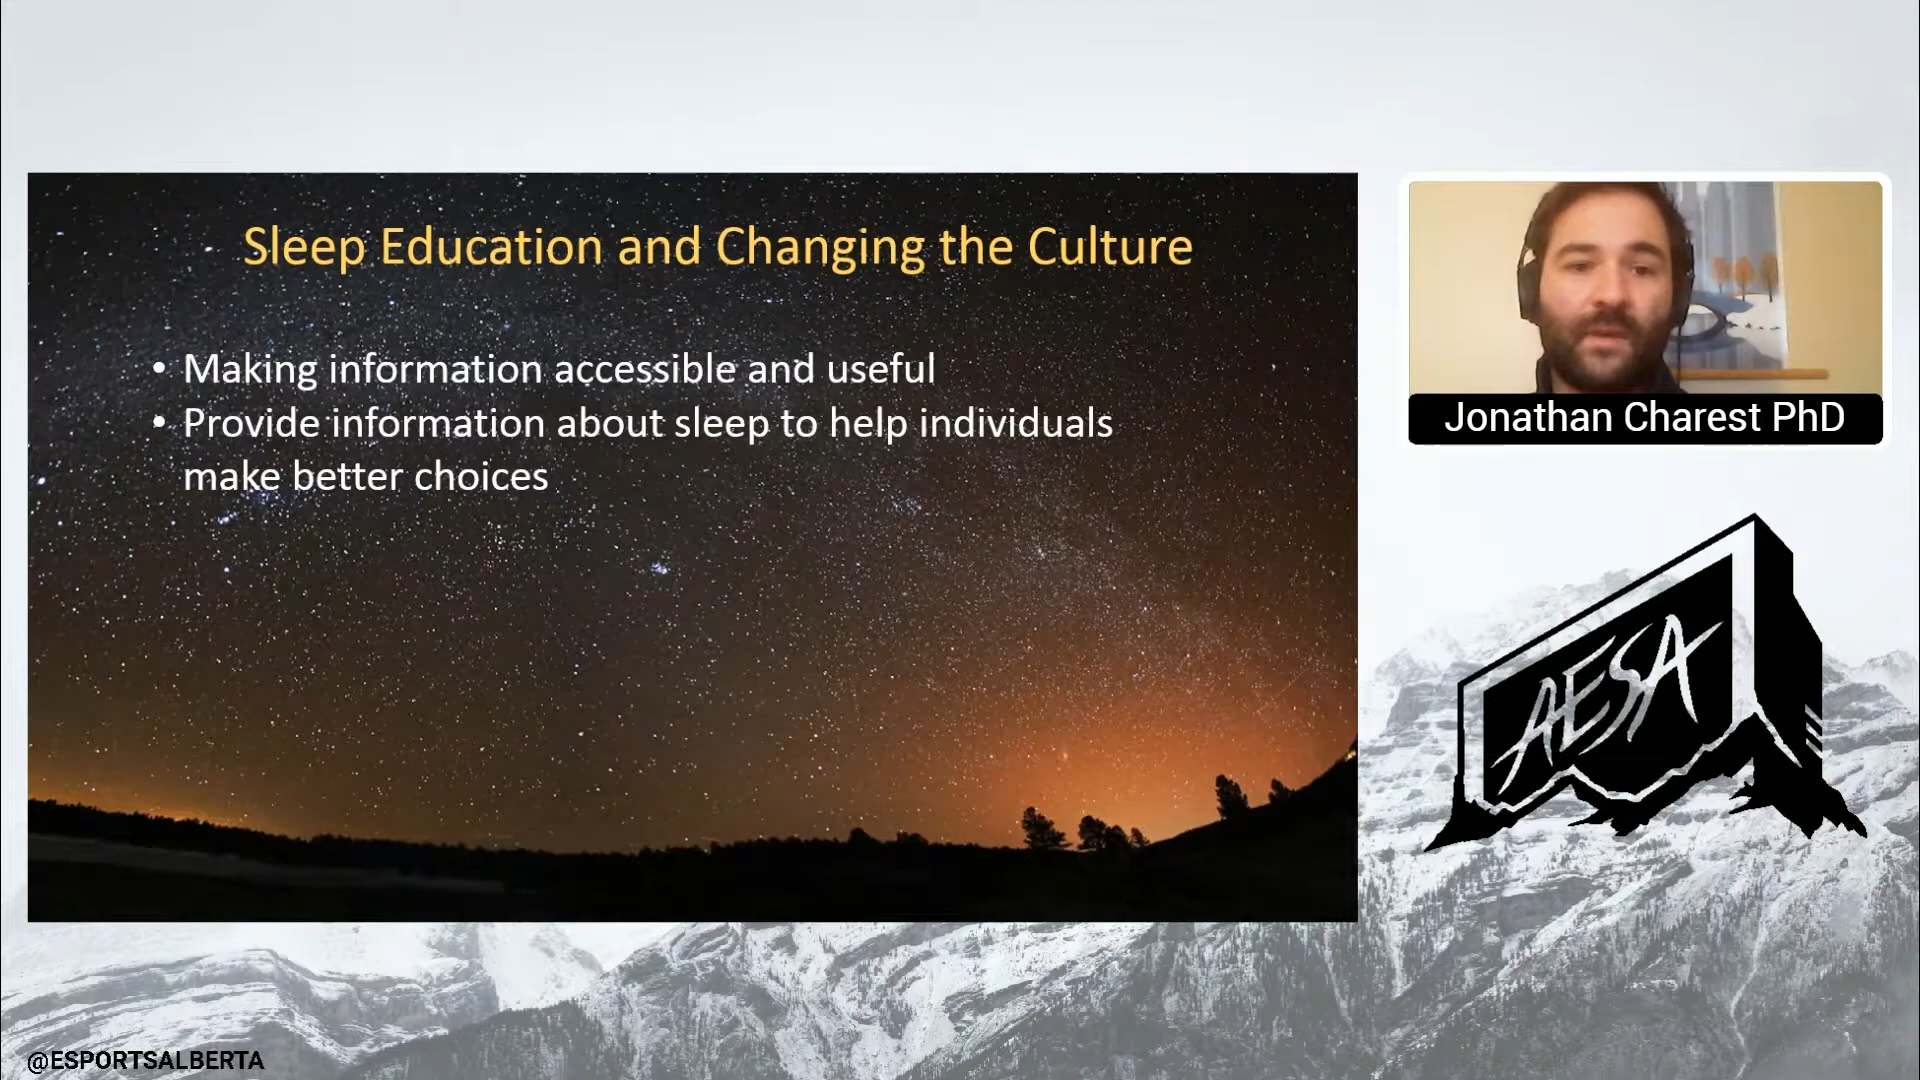 Sleep Education and Changing the Culture
• Making information accessible and useful
• Provide information about sleep to help individuals
make better choices
Jonathan Charest PhD
AESA
@ESPORTSALBERTA